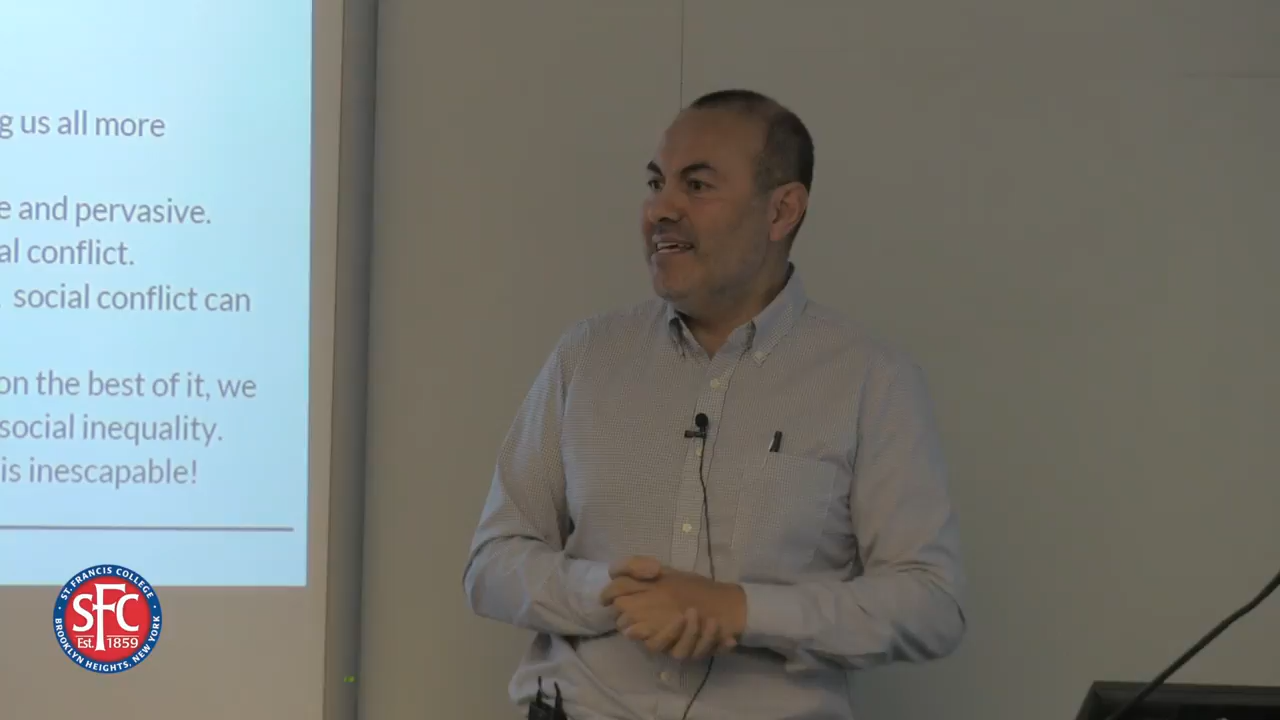 g us all more
e and pervasive.
al conflict.
social conflict can
on the best of it, we
social inequality.
is inescapable!
ST. FRANCIS COLLEGE
SFC
Est. 1859
BROOKLYN HEIGHTS, NEW YORK